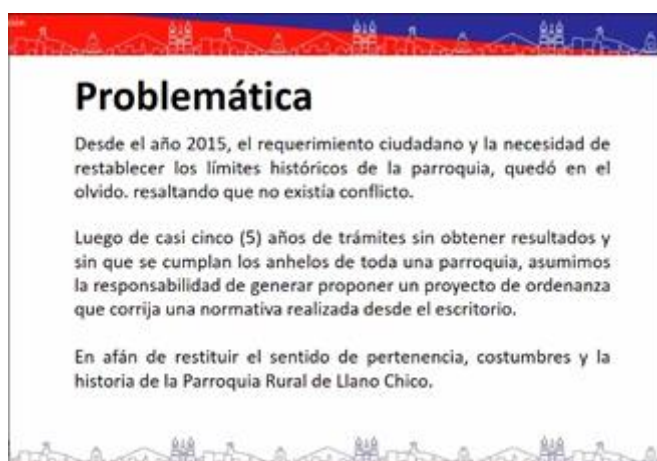 Problemática
Desde el año 2015, el requerimiento ciudadano y la necesidad de
restablecer los límites históricos de la parroquia, quedó en el
olvido. resaltando que no existía conflicto.
Luego de casi cinco (5) años de trámites sin obtener resultados y
sin que se cumplan los anhelos de toda una parroquia, asumimos
la responsabilidad de generar proponer un proyecto de ordenanza
que corrija una normativa realizada desde el escritorio.
En afán de restituir el sentido de pertenencia, costumbres y la
historia de la Parroquia Rural de Llano Chico.